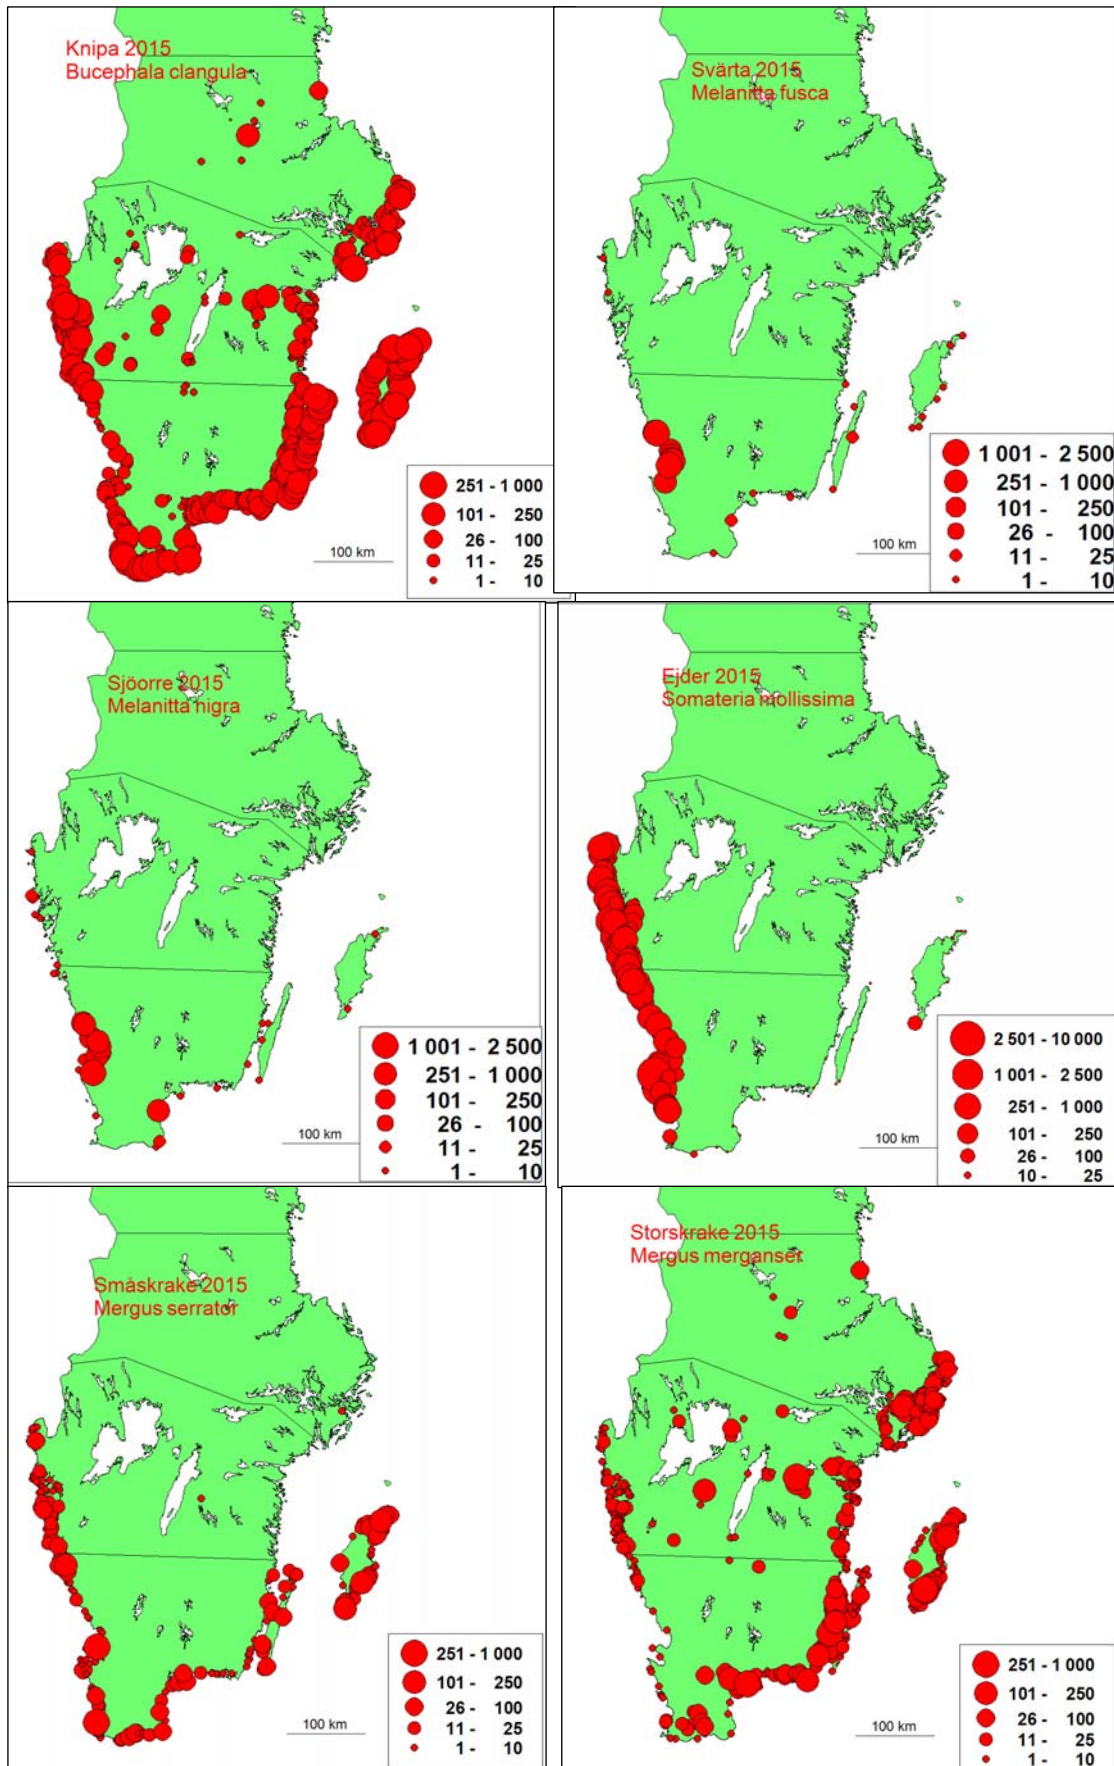 Knipa 2015
Bucephala clangula
251 - 1 000
101 - 250
26 - 100
11 - 25
1 - 10
100 km
Svärta 2015
Melanitta fusca
1 001 - 2 500
251 - 1 000
101 - 250
26 - 100
11 - 25
1 - 10
100 km
Sjöorre 2015
Melanitta nigra
1 001 - 2 500
251 - 1 000
101 - 250
26 - 100
11 - 25
1 - 10
100 km
Ejder 2015
Somateria mollissima
2 501 - 10 000
1 001 - 2 500
251 - 1 000
101 - 250
26 - 100
10 - 25
100 km
Småskrake 2015
Mergus serrator
251 - 1 000
101 - 250
26 - 100
11 - 25
1 - 10
100 km
Storskrake 2015
Mergus merganser
251 - 1 000
101 - 250
26 - 100
11 - 25
1 - 10
100 km